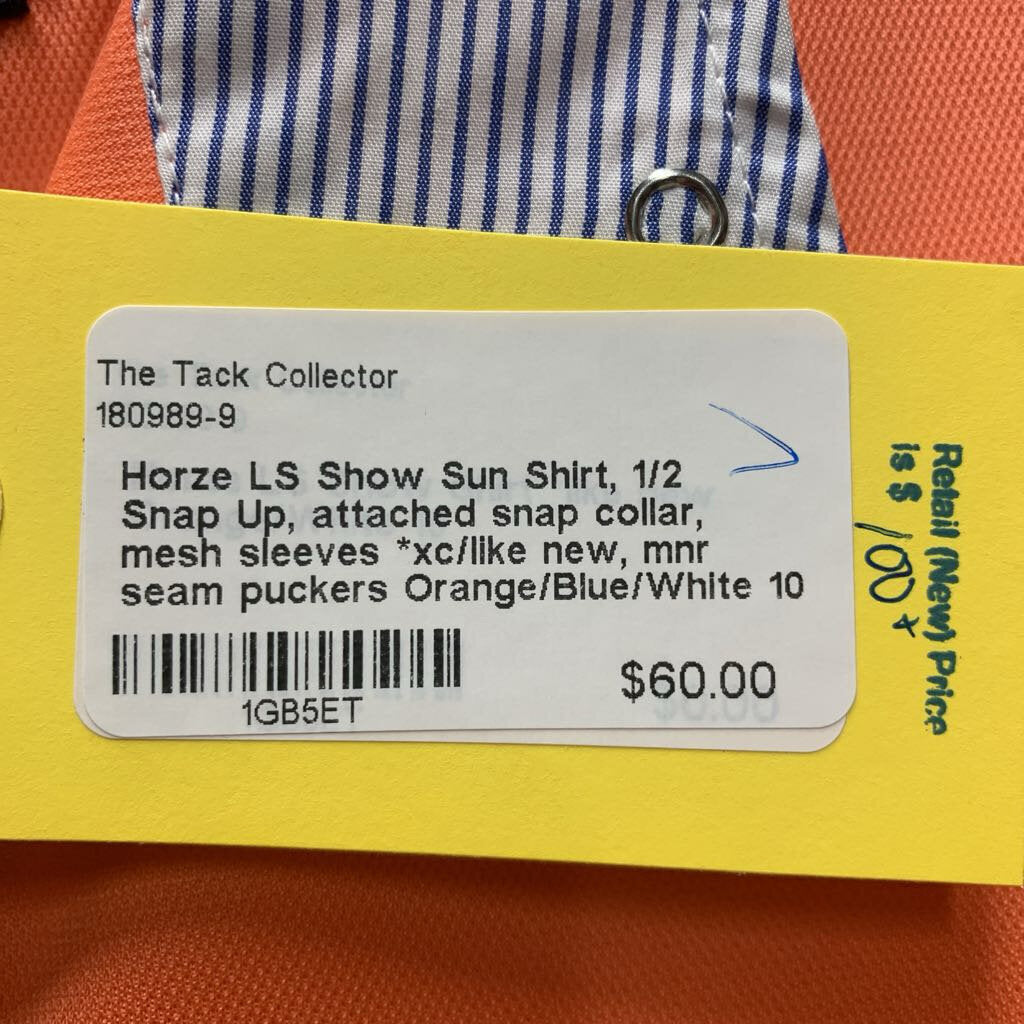 The Tack Collector
180989-9
Horze LS Show Sun Shirt, 1/2
Snap Up, attached snap collar,
mesh sleeves *xc/like new, mnr
seam puckers Orange/Blue/White 10
1GB5ET
$60.00
Retail (New) Price
is $ 100+